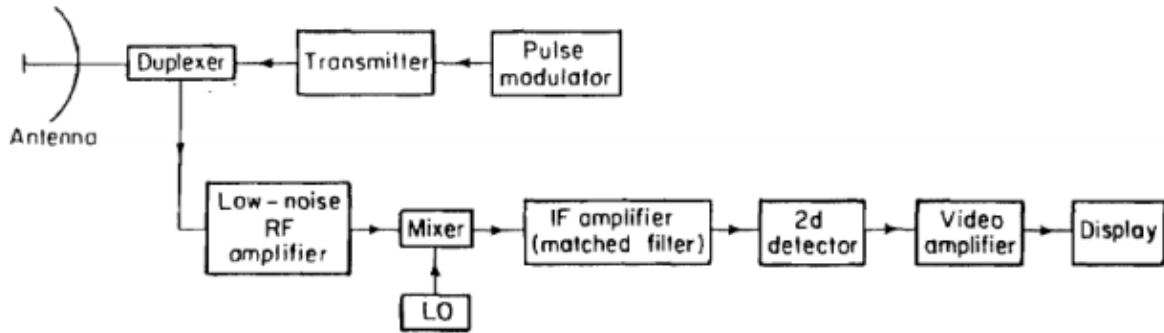 Duplexer
Transmitter
Pulse
modulator
Antenna
Low-noise
RF
amplifier
Mixer
IF amplifier
(matched filter)
2d
detector
Video
amplifier
Display
LO